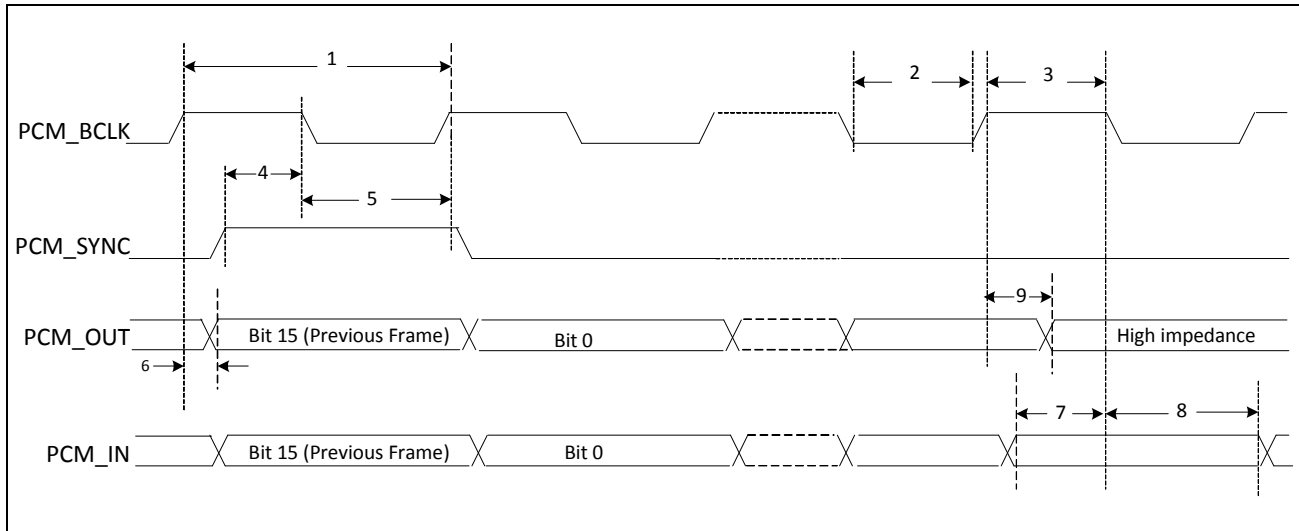 1
2
3
PCM_BCLK
4
5
PCM_SYNC
9
PCM_OUT
Bit 15 (Previous Frame)
Bit 0
High impedance
6
7
8
PCM_IN
Bit 15 (Previous Frame)
Bit 0